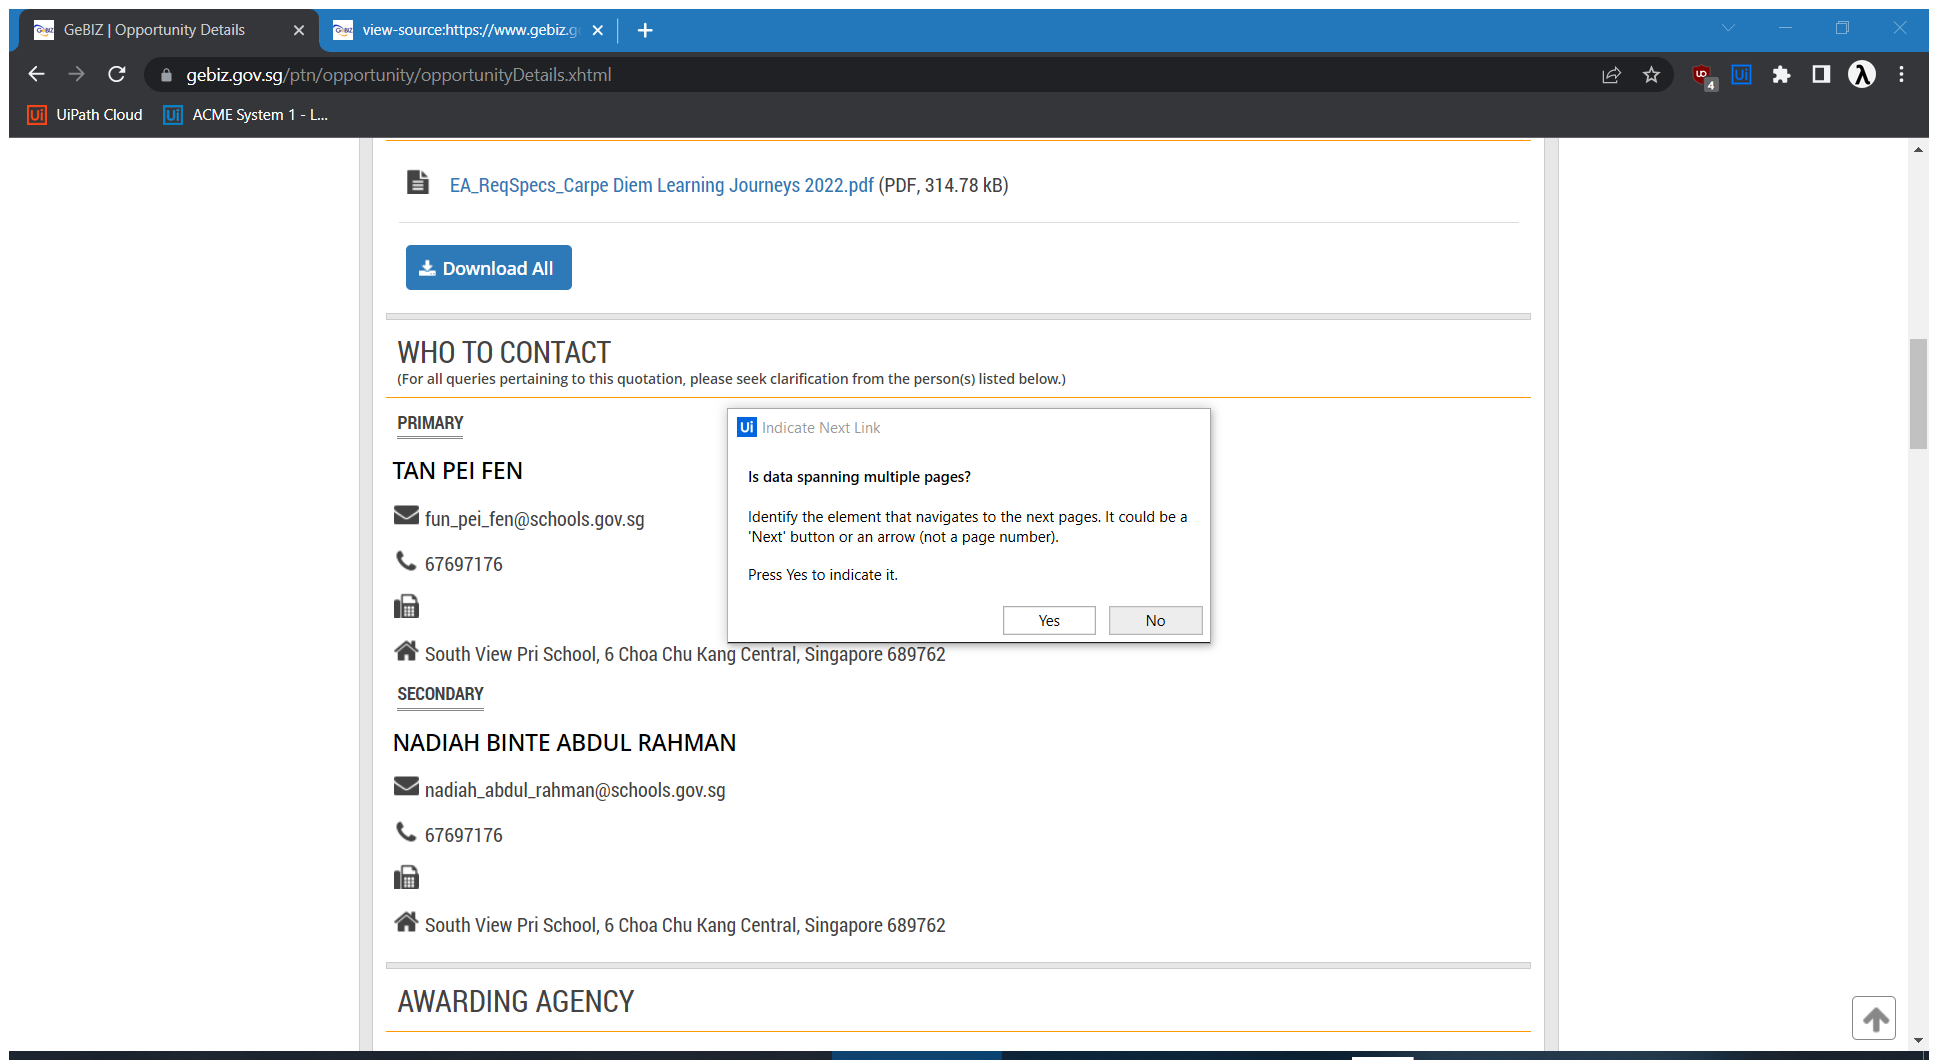 GeBIZ | Opportunity Details
view-source:https://www.gebiz.g
gebiz.gov.sg/ptn/opportunity/opportunityDetails.xhtml
4
Ui UiPath Cloud
Ui ACME System 1 - L...
EA_ReqSpecs_Carpe Diem Learning Journeys 2022.pdf (PDF, 314.78 kB)
Download All
WHO TO CONTACT
(For all queries pertaining to this quotation, please seek clarification from the person(s) listed below.)
PRIMARY
TAN PEI FEN
fun_pei_fen@schools.gov.sg
67697176
South View Pri School, 6 Choa Chu Kang Central, Singapore 689762
SECONDARY
NADIAH BINTE ABDUL RAHMAN
nadiah_abdul_rahman@schools.gov.sg
67697176
South View Pri School, 6 Choa Chu Kang Central, Singapore 689762
AWARDING AGENCY
Ui Indicate Next Link
Is data spanning multiple pages?
Identify the element that navigates to the next pages. It could be a
'Next' button or an arrow (not a page number).
Press Yes to indicate it.
Yes
No